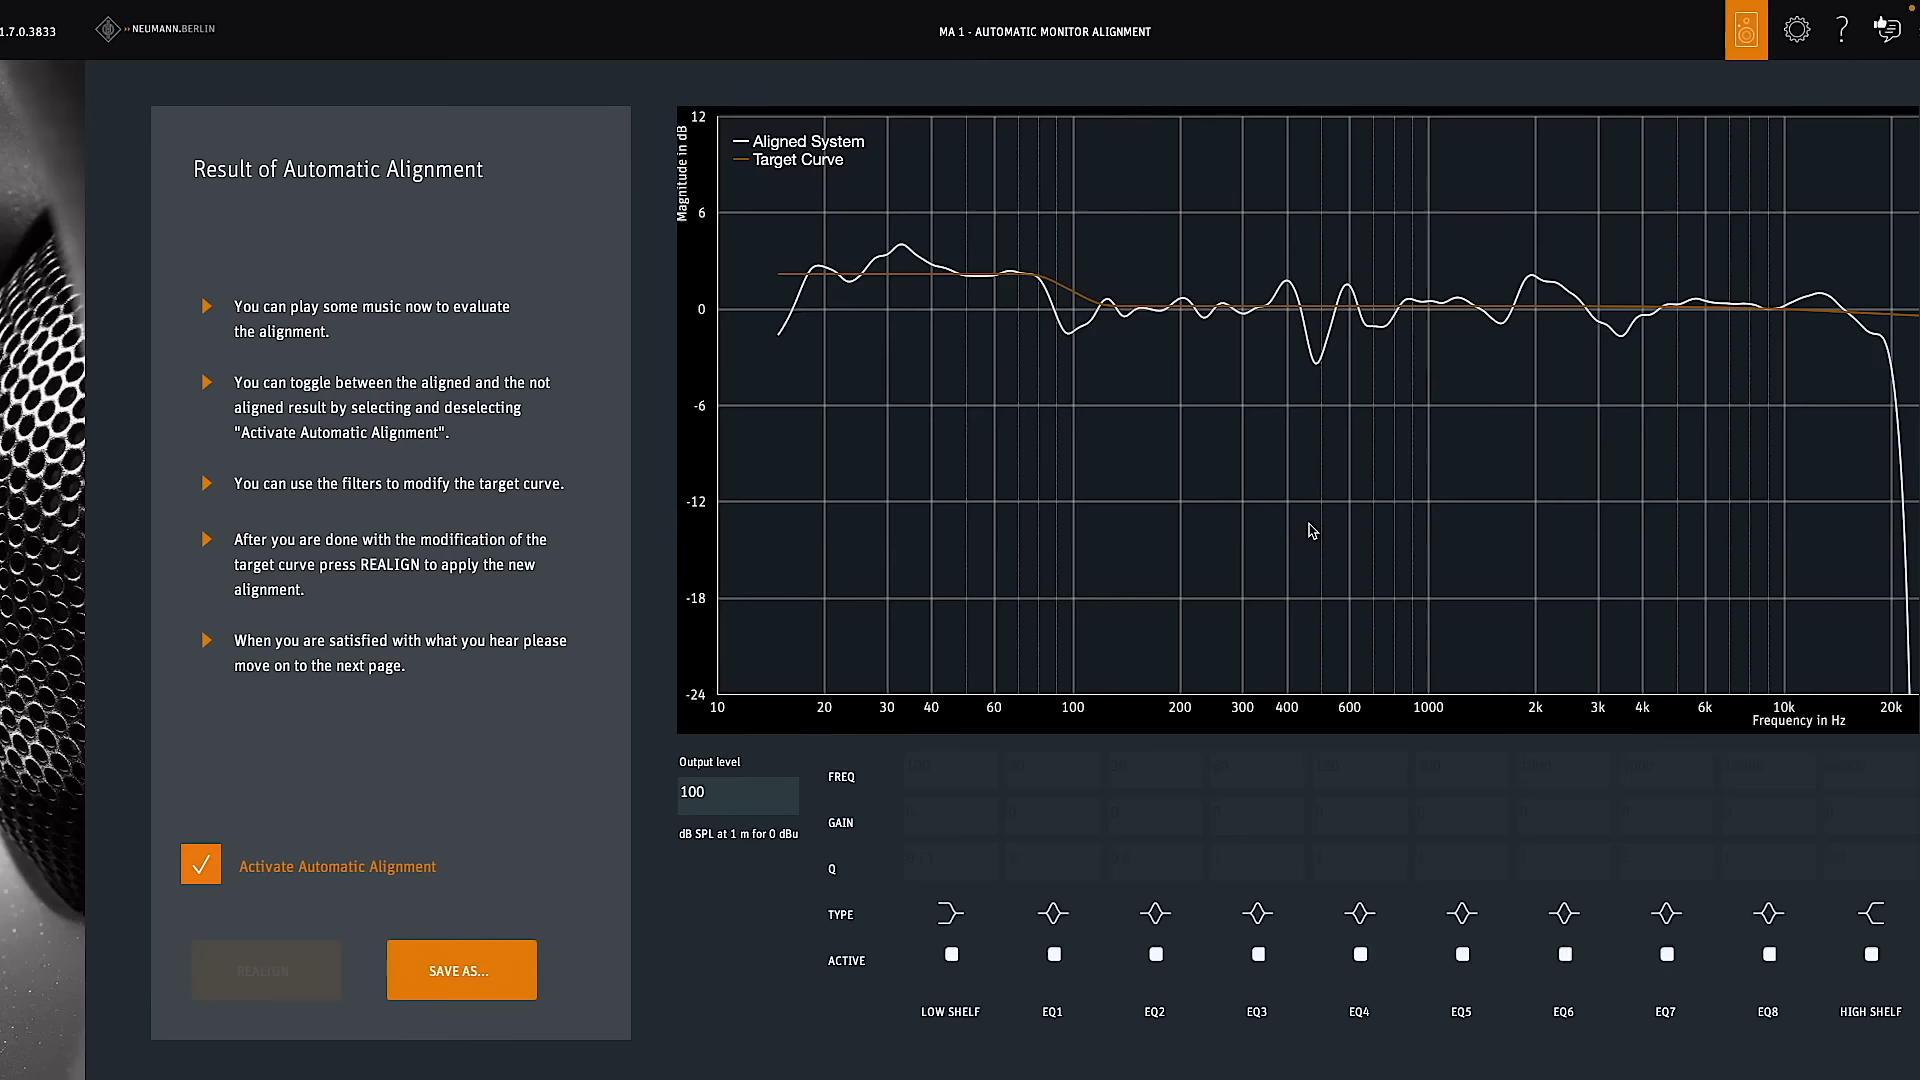 1.7.0.3833
NEUMANN.BERLIN
MA 1 - AUTOMATIC MONITOR ALIGNMENT
Result of Automatic Alignment
You can play some music now to evaluate
the alignment.
You can toggle between the aligned and the not
aligned result by selecting and deselecting
"Activate Automatic Alignment".
You can use the filters to modify the target curve.
After you are done with the modification of the
target curve press REALIGN to apply the new
alignment.
When you are satisfied with what you hear please
move on to the next page.
Activate Automatic Alignment
REALIGN
SAVE AS...
Magnitude in dB
Aligned System
Target Curve
12
6
0
-6
-12
-18
-24
10 20 30 40 60 100 200 300 400 600 1000 2k 3k 4k 6k 10k 20k
Frequency in Hz
Output level
100
dB SPL at 1 m for 0 dBu
FREQ
GAIN
Q
TYPE
ACTIVE
LOW SHELF EQ1 EQ2 EQ3 EQ4 EQ5 EQ6 EQ7 EQ8 HIGH SHELF